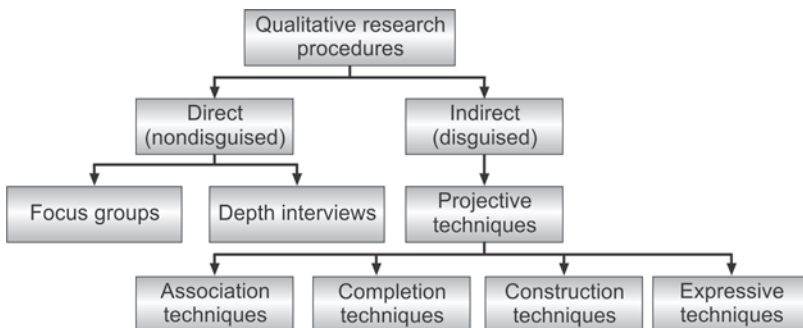 Qualitative research
procedures
Direct
(nondisguised)
Indirect
(disguised)
Focus groups
Depth interviews
Projective
techniques
Association
techniques
Completion
techniques
Construction
techniques
Expressive
techniques